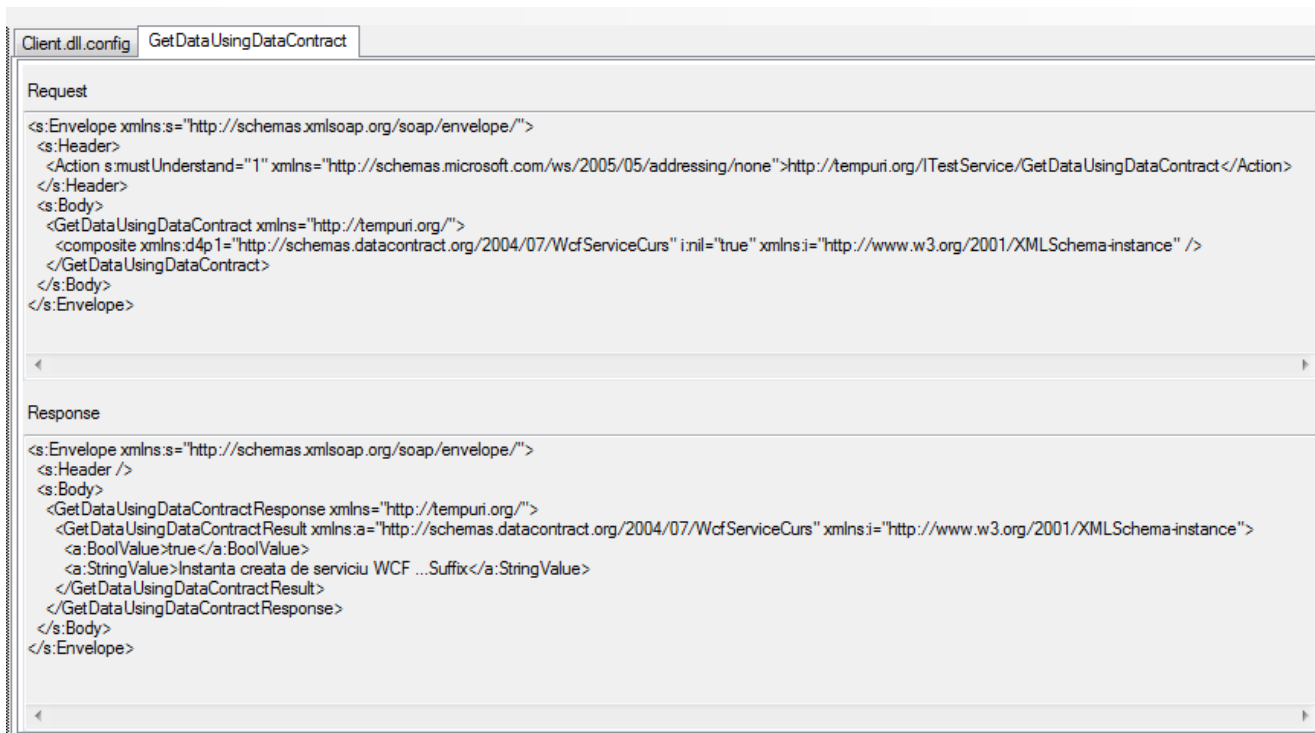 Client.dll.config GetDataUsingDataContract
Request
<s:Envelope xmlns:s="http://schemas.xmlsoap.org/soap/envelope/">
<s:Header>
<Action s:mustUnderstand="1" xmlns="http://schemas.microsoft.com/ws/2005/05/addressing/none">http://tempuri.org/ITestService/GetDataUsingDataContract</Action>
</s:Header>
<s:Body>
<GetDataUsingDataContract xmlns="http://tempuri.org/">
<composite xmlns:d4p1="http://schemas.datacontract.org/2004/07/WcfServiceCurs" i:nil="true" xmlns:i="http://www.w3.org/2001/XMLSchema-instance" />
</GetDataUsingDataContract>
</s:Body>
</s:Envelope>
Response
<s:Envelope xmlns:s="http://schemas.xmlsoap.org/soap/envelope/">
<s:Header />
<s:Body>
<GetDataUsingDataContractResponse xmlns="http://tempuri.org/">
<GetDataUsingDataContractResult xmlns:a="http://schemas.datacontract.org/2004/07/WcfServiceCurs" xmlns:i="http://www.w3.org/2001/XMLSchema-instance">
<a:BoolValue>true</a:BoolValue>
<a:StringValue>Instanta creata de serviciu WCF ...Suffix</a:StringValue>
</GetDataUsingDataContractResult>
</GetDataUsingDataContractResponse>
</s:Body>
</s:Envelope>